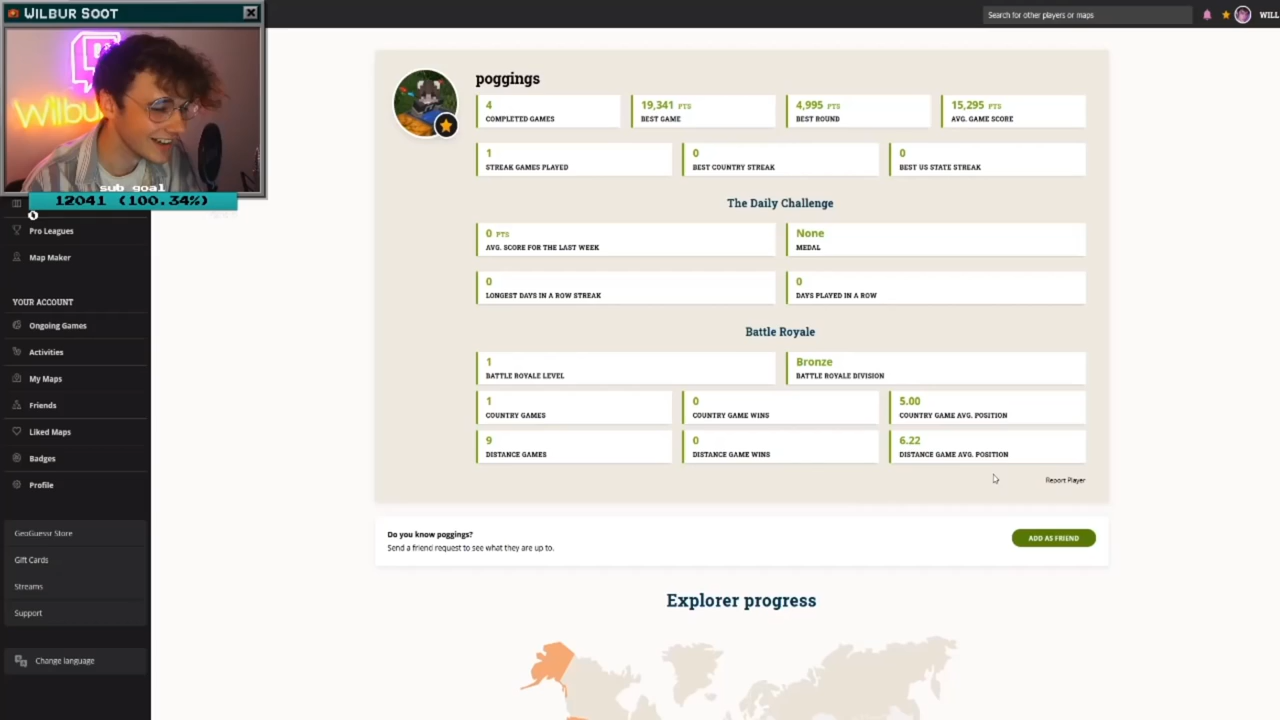 WILBUR SOOT
Wilbu
sub goal
12041 (100.34%)
Search for other players or maps
WILL
Pro Leagues
Map Maker
YOUR ACCOUNT
Ongoing Games
Activities
My Maps
Friends
Liked Maps
Badges
Profile
GeoGuessr Store
Gift Cards
Streams
Support
Change language
poggings
4
COMPLETED GAMES
19,341 PTS
BEST GAME
4,995 PTS
BEST ROUND
15,295 PTS
AVG. GAME SCORE
1
STREAK GAMES PLAYED
0
BEST COUNTRY STREAK
0
BEST US STATE STREAK
The Daily Challenge
0 PTS
AVG. SCORE FOR THE LAST WEEK
None
MEDAL
0
LONGEST DAYS IN A ROW STREAK
0
DAYS PLAYED IN A ROW
Battle Royale
1
BATTLE ROYALE LEVEL
Bronze
BATTLE ROYALE DIVISION
1
COUNTRY GAMES
0
COUNTRY GAME WINS
5.00
COUNTRY GAME AVG. POSITION
9
DISTANCE GAMES
0
DISTANCE GAME WINS
6.22
DISTANCE GAME AVG. POSITION
Report Player
Do you know poggings?
Send a friend request to see what they are up to.
ADD AS FRIEND
Explorer progress